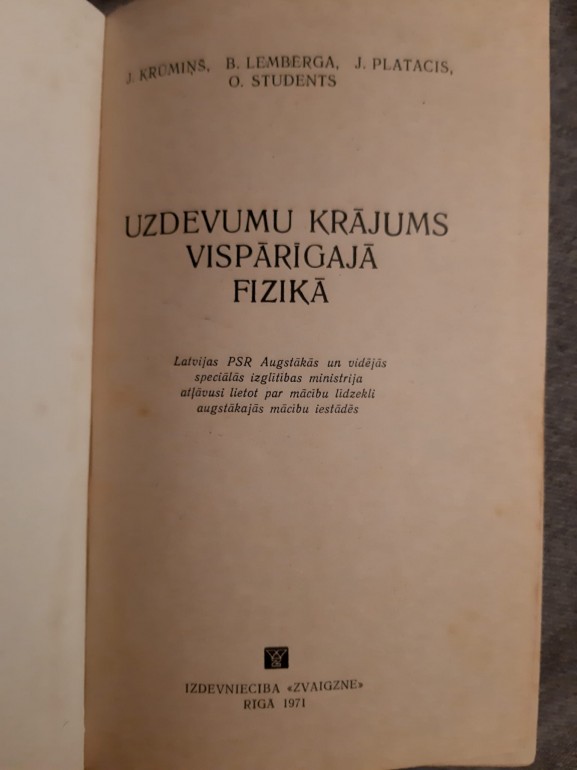 J. KRŪMIŅŠ, B. LEMBERGA, J. PLATACIS,
O. STUDENTS
UZDEVUMU KRĀJUMS
VISPĀRĪGAJĀ
FIZIKĀ
Latvijas PSR Augstākās un vidējās
speciālās izglītības ministrija
atļāvusi lietot par mācību līdzekli
augstākajās mācību iestādēs
IZDEVNIECĪBA «ZVAIGZNE»
RĪGĀ 1971